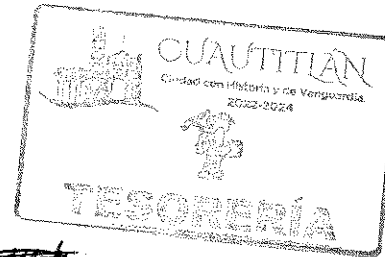 CUAUTITLÁN
Ciudad con Historia y de Vanguardia
2022-2024
TESORERÍA